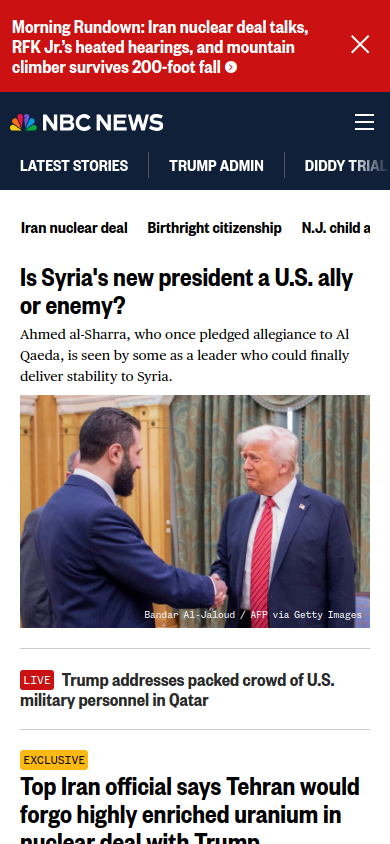 Morning Rundown: Iran nuclear deal talks,
RFK Jr.’s heated hearings, and mountain
climber survives 200-foot fall
NBC NEWS
LATEST STORIES TRUMP ADMIN DIDDY TRIAL
Iran nuclear deal Birthright citizenship N.J. child a
Is Syria's new president a U.S. ally
or enemy?
Ahmed al-Sharra, who once pledged allegiance to Al
Qaeda, is seen by some as a leader who could finally
deliver stability to Syria.
Bandar Al-Jaloud / AFP via Getty Images
LIVE Trump addresses packed crowd of U.S.
military personnel in Qatar
EXCLUSIVE
Top Iran official says Tehran would
forgo highly enriched uranium in
nuclear deal with Trump